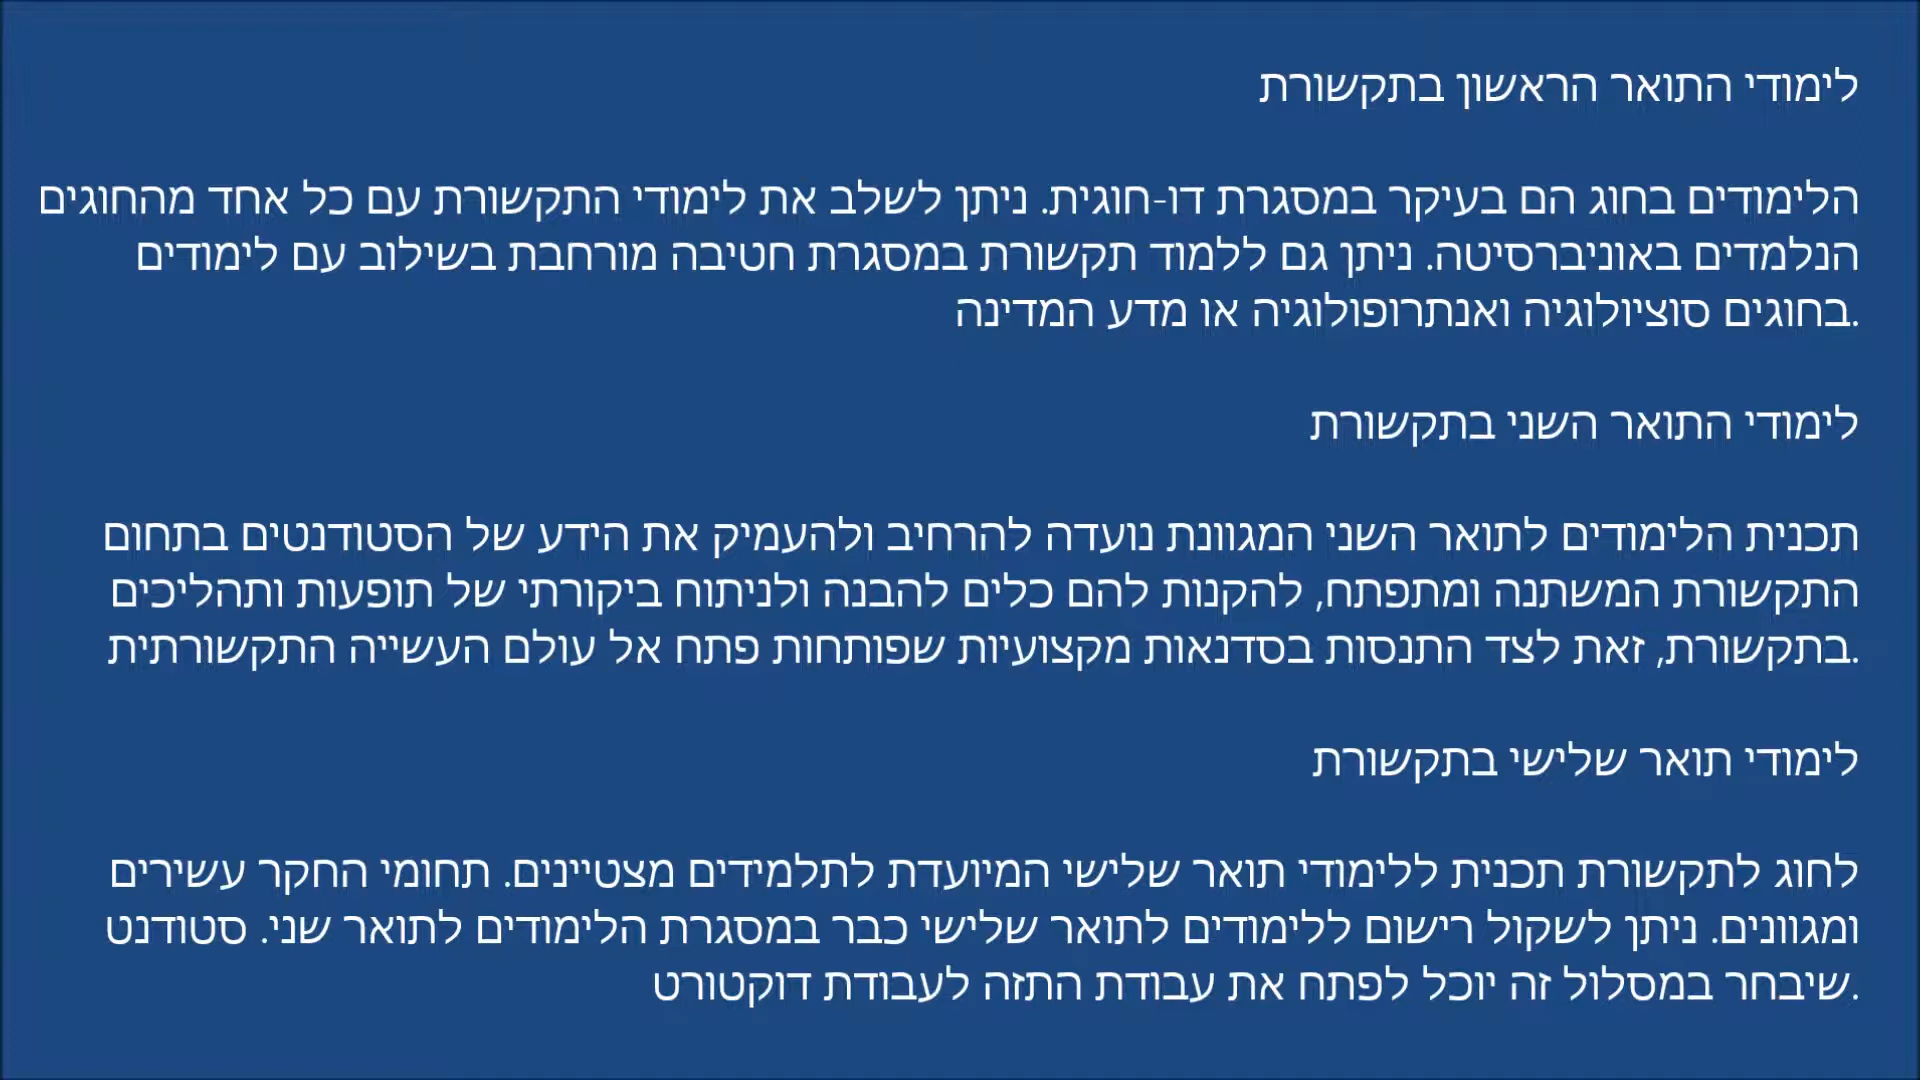 לימודי התואר הראשון בתקשורת
הלימודים בחוג הם בעיקר במסגרת דו-חוגית. ניתן לשלב את לימודי התקשורת עם כל אחד מהחוגים
הנלמדים באוניברסיטה. ניתן גם ללמוד תקשורת במסגרת חטיבה מורחבת בשילוב עם לימודים
.בחוגים סוציולוגיה ואנתרופולוגיה או מדע המדינה
לימודי התואר השני בתקשורת
תכנית הלימודים לתואר השני המגוונת נועדה להרחיב ולהעמיק את הידע של הסטודנטים בתחום
התקשורת המשתנה ומתפתח, להקנות להם כלים להבנה ולניתוח ביקורתי של תופעות ותהליכים
.בתקשורת, זאת לצד התנסות בסדנאות מקצועיות שפותחות פתח אל עולם העשייה התקשורתית
לימודי תואר שלישי בתקשורת
לחוג לתקשורת תכנית ללימודי תואר שלישי המיועדת לתלמידים מצטיינים. תחומי החקר עשירים
ומגוונים. ניתן לשקול רישום ללימודים לתואר שלישי כבר במסגרת הלימודים לתואר שני. סטודנט
.שיבחר במסלול זה יוכל לפתח את עבודת התזה לעבודת דוקטורט